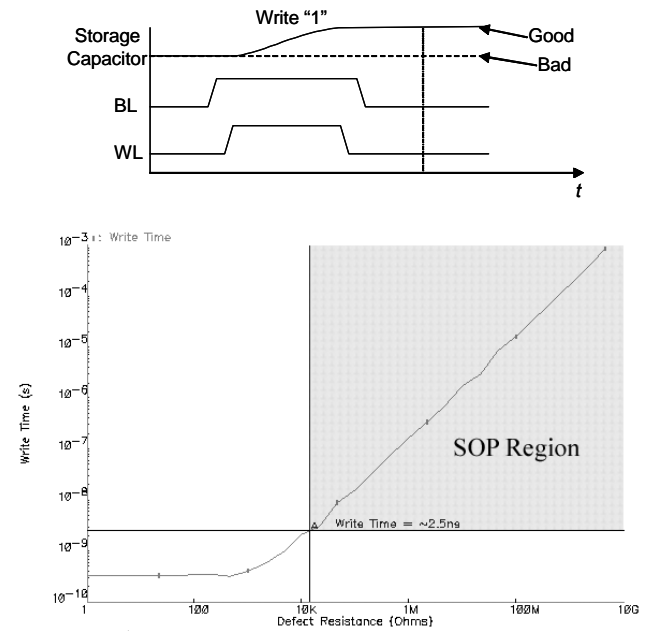 Write "1"
Storage
Capacitor
Good
Bad
BL
WL
t
10-3 : Write Time
10-4
10-5
10-6
10-7
10-8
10-9
10-10
Write Time (s)
SOP Region
Write Time = ~2.5ns
1 100 10K 1M 100M 10G
Defect Resistance {Ohms}